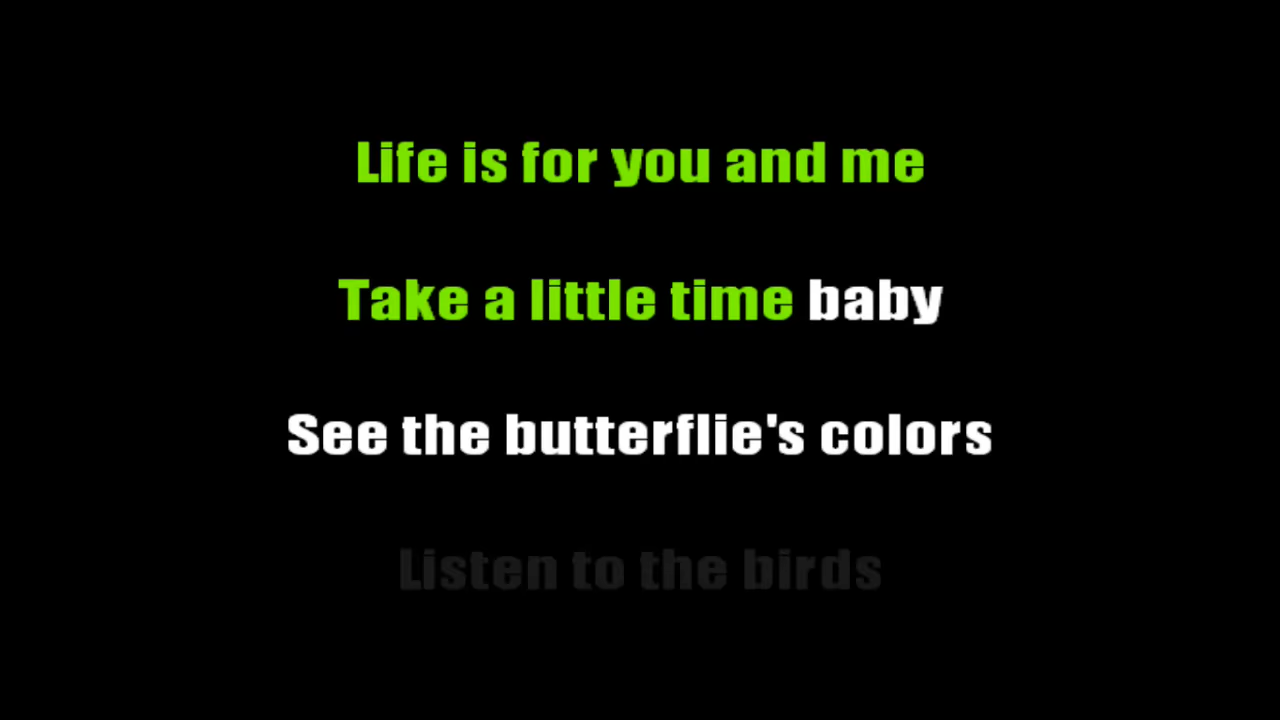 Life is for you and me
Take a little time baby
See the butterflie's colors
Listen to the birds